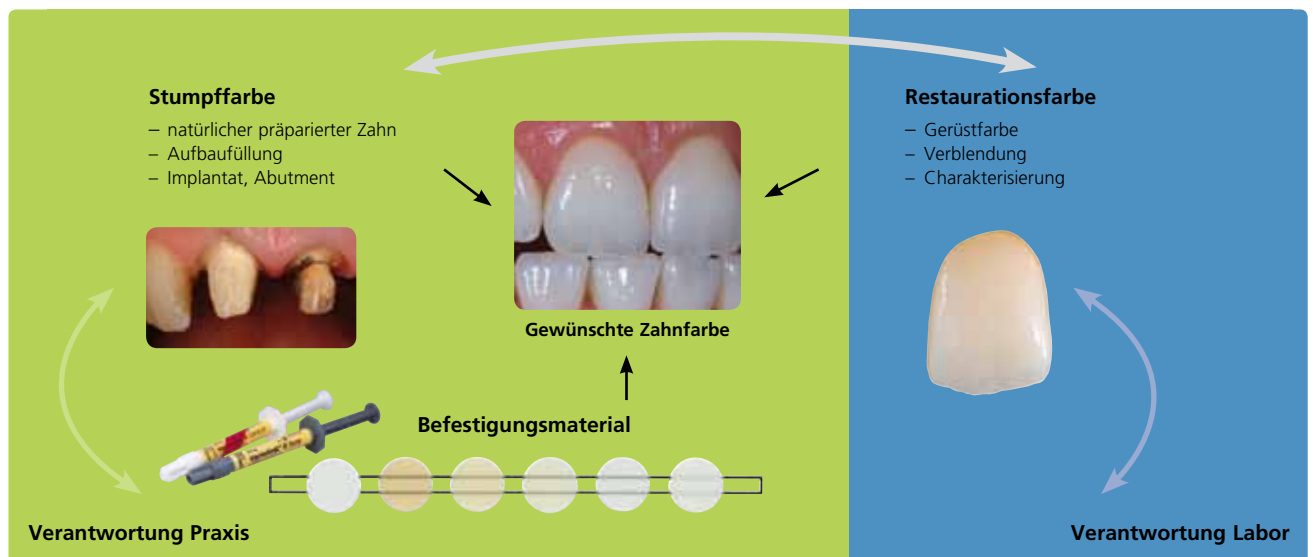 Stumpffarbe
– natürlicher präparierter Zahn
– Aufbaufüllung
– Implantat, Abutment
Restaurationsfarbe
– Gerüstfarbe
– Verblendung
– Charakterisierung
Gewünschte Zahnfarbe
Befestigungsmaterial
Verantwortung Praxis
Verantwortung Labor